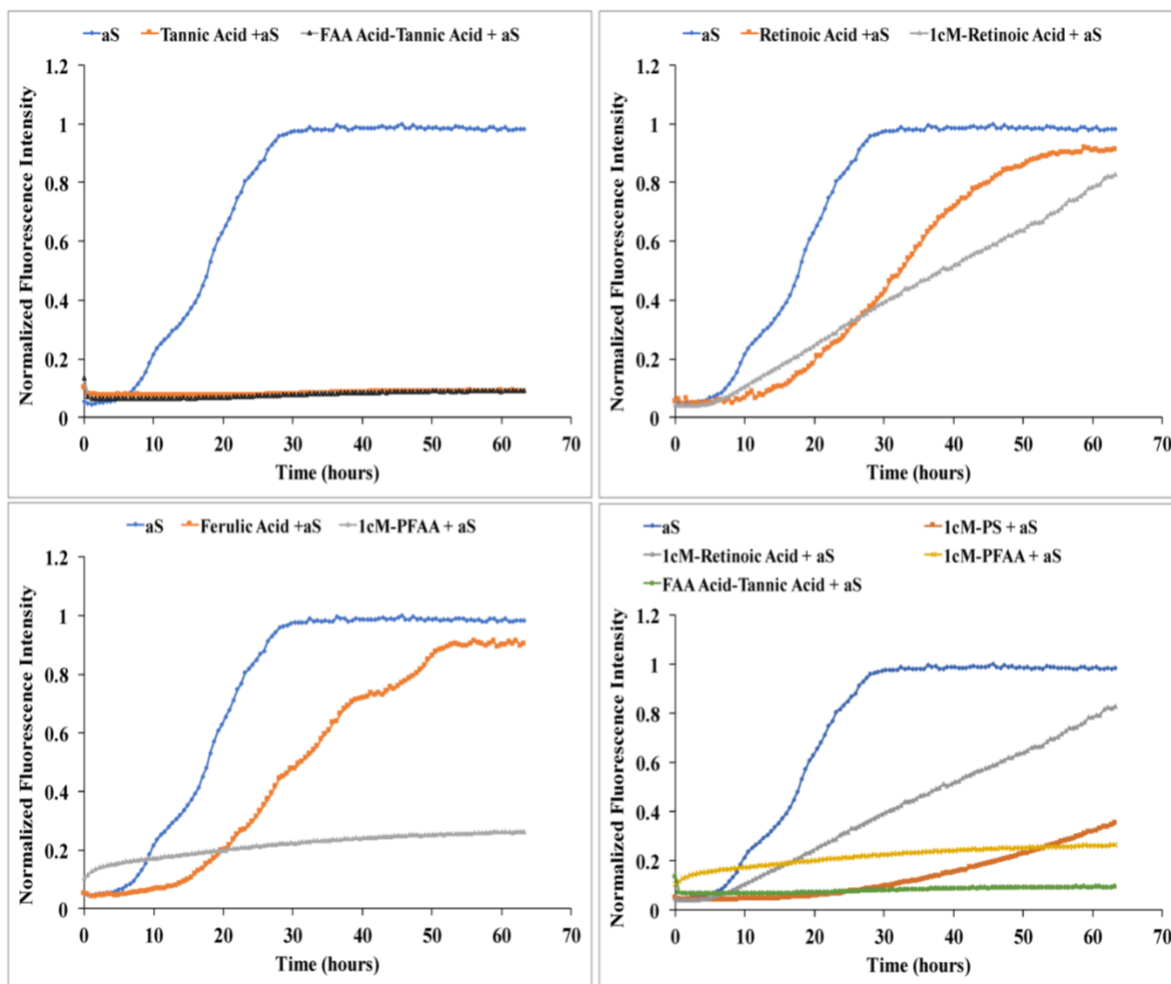 aS Tannic Acid +aS FAA Acid-Tannic Acid + aS
Normalized Fluorescence Intensity
1.2
1
0.8
0.6
0.4
0.2
0
0 10 20 30 40 50 60 70
Time (hours)
aS Retinoic Acid +aS 1cM-Retinoic Acid + aS
Normalized Fluorescence Intensity
1.2
1
0.8
0.6
0.4
0.2
0
0 10 20 30 40 50 60 70
Time (hours)
aS Ferulic Acid +aS 1cM-PFAA + aS
Normalized Fluorescence Intensity
1.2
1
0.8
0.6
0.4
0.2
0
0 10 20 30 40 50 60 70
Time (hours)
aS 1cM-PS + aS
1cM-Retinoic Acid + aS 1cM-PFAA + aS
FAA Acid-Tannic Acid + aS
Normalized Fluorescence Intensity
1.2
1
0.8
0.6
0.4
0.2
0
0 10 20 30 40 50 60 70
Time (hours)